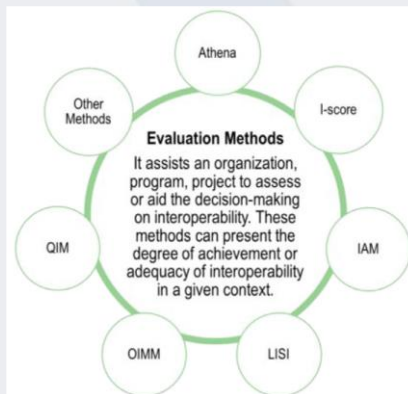 Athena
Other
Methods
I-score
Evaluation Methods
It assists an organization,
program, project to assess
or aid the decision-making
on interoperability. These
methods can present the
degree of achievement or
adequacy of interoperability
in a given context.
QIM
IAM
OIMM
LISI